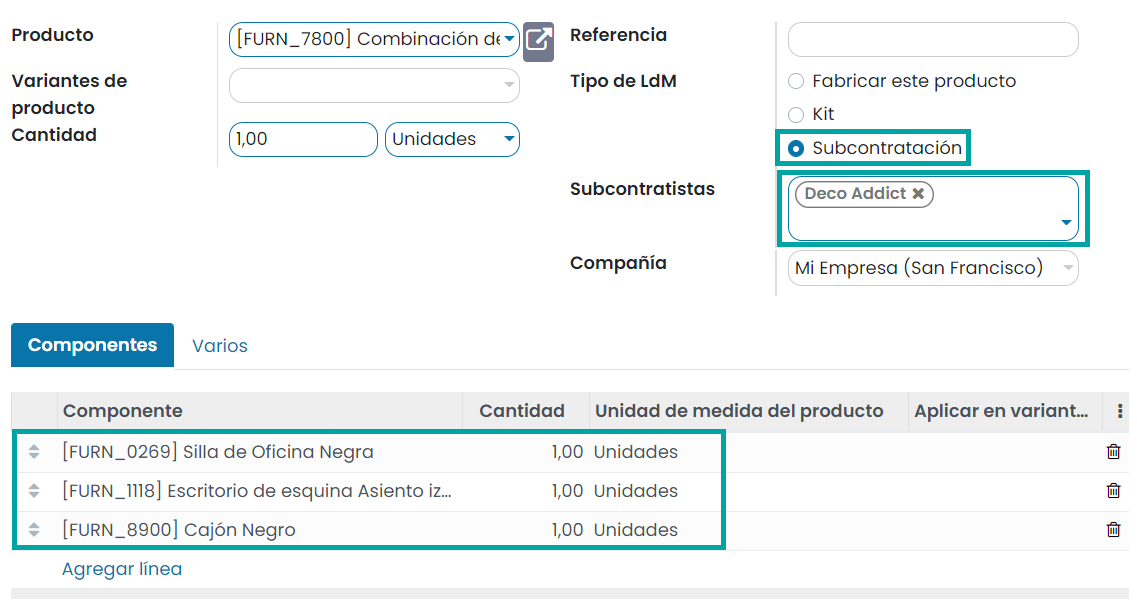 Producto
[FURN_7800] Combinación de
Variantes de
producto
Cantidad
1,00 Unidades
Referencia
Tipo de LdM
Fabricar este producto
Kit
Subcontratación
Subcontratistas
Deco Addict ✖
Compañía
Mi Empresa (San Francisco)
Componentes Varios
Componente Cantidad Unidad de medida del producto Aplicar en variant...
[FURN_0269] Silla de Oficina Negra 1,00 Unidades
[FURN_1118] Escritorio de esquina Asiento iz... 1,00 Unidades
[FURN_8900] Cajón Negro 1,00 Unidades
Agregar línea